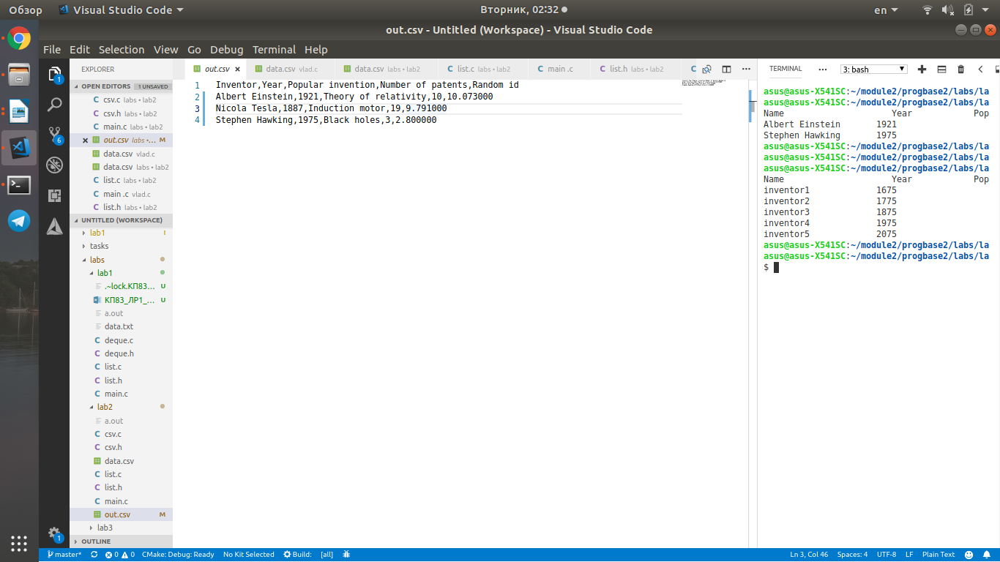 Обзор Visual Studio Code Вторник, 02:32 en
out.csv - Untitled (Workspace) - Visual Studio Code
File Edit Selection View Go Debug Terminal Help
EXPLORER
OPEN EDITORS 1 UNSAVED
csv.c labs • lab2
csv.h labs • lab2
main.c labs • lab2
out.csv labs •... M
data.csv vlad.c
data.csv labs • lab2
list.c labs • lab2
main .c vlad.c
list.h labs • lab2
UNTITLED (WORKSPACE)
lab1 I
tasks
labs
lab1
.~lock.КП83... U
КП83_ЛР1_... U
a.out
data.txt
deque.c
deque.h
list.c
list.h
main.c
lab2
a.out
csv.c
csv.h
data.csv
list.c
list.h
main.c
out.csv M
lab3
OUTLINE
1
6
1
out.csv data.csv vlad.c data.csv labs • lab2 list.c labs • lab2 main .c list.h labs • lab2 C
1 Inventor,Year,Popular invention,Number of patents,Random id
2 Albert Einstein,1921,Theory of relativity,10,10.073000
3 Nicola Tesla,1887,Induction motor,19,9.791000
4 Stephen Hawking,1975,Black holes,3,2.800000
TERMINAL 3: bash
asus@asus-X541SC:~/module2/progbase2/labs/la
asus@asus-X541SC:~/module2/progbase2/labs/la
Name Year Pop
Albert Einstein 1921
Stephen Hawking 1975
asus@asus-X541SC:~/module2/progbase2/labs/la
asus@asus-X541SC:~/module2/progbase2/labs/la
asus@asus-X541SC:~/module2/progbase2/labs/la
Name Year Pop
inventor1 1675
inventor2 1775
inventor3 1875
inventor4 1975
inventor5 2075
asus@asus-X541SC:~/module2/progbase2/labs/la
asus@asus-X541SC:~/module2/progbase2/labs/la
$
master* 0 0 CMake: Debug: Ready No Kit Selected Build: [all] Ln 3, Col 46 Spaces: 4 UTF-8 LF Plain Text